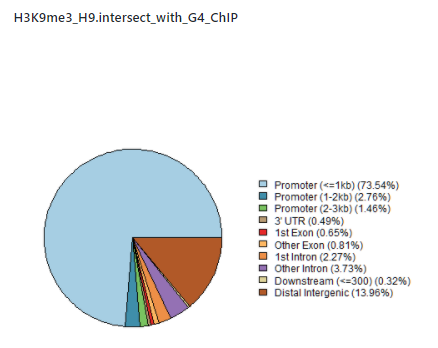 H3K9me3_H9.intersect_with_G4_ChIP
Promoter (<=1kb) (73.54%)
Promoter (1-2kb) (2.76%)
Promoter (2-3kb) (1.46%)
3' UTR (0.49%)
1st Exon (0.65%)
Other Exon (0.81%)
1st Intron (2.27%)
Other Intron (3.73%)
Downstream (<=300) (0.32%)
Distal Intergenic (13.96%)